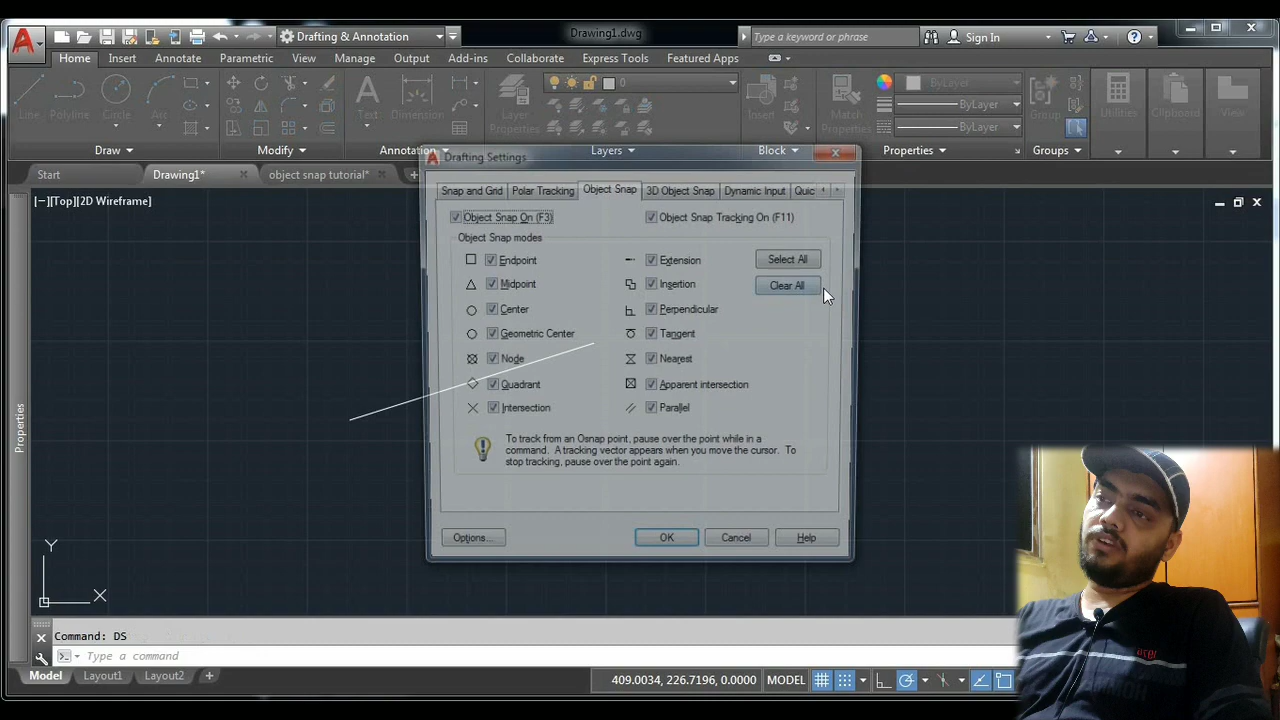 Drafting & Annotation
Drawing1.dwg
Type a keyword or phrase
Sign In
Home Insert Annotate Parametric View Manage Output Add-ins Collaborate Express Tools Featured Apps
0
ByLayer
ByLayer
ByLayer
Line Polyline Circle Arc Text Dimension Layer Properties Insert Match Properties Group Utilities Clipboard View
Draw Modify Annotation Layers Block Properties Groups
Start Drawing1* object snap tutorial*
[−][Top][2D Wireframe]
Properties
Drafting Settings
Snap and Grid Polar Tracking Object Snap 3D Object Snap Dynamic Input Quic
Object Snap On (F3) Object Snap Tracking On (F11)
Object Snap modes
Endpoint Extension Select All
Midpoint Insertion Clear All
Center Perpendicular
Geometric Center Tangent
Node Nearest
Quadrant Apparent intersection
Intersection Parallel
To track from an Osnap point, pause over the point while in a
command. A tracking vector appears when you move the cursor. To
stop tracking, pause over the point again.
Options... OK Cancel Help
Y
X
Command: DS
Type a command
Model Layout1 Layout2
409.0034, 226.7196, 0.0000 MODEL